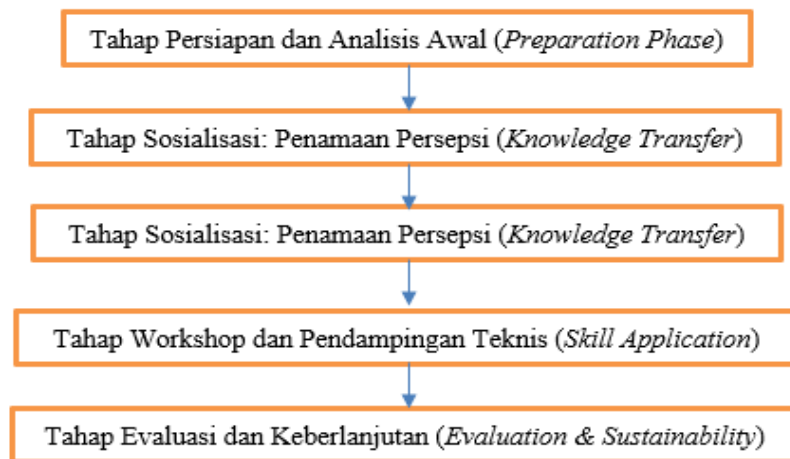 Tahap Persiapan dan Analisis Awal (Preparation Phase)
Tahap Sosialisasi: Penamaan Persepsi (Knowledge Transfer)
Tahap Sosialisasi: Penamaan Persepsi (Knowledge Transfer)
Tahap Workshop dan Pendampingan Teknis (Skill Application)
Tahap Evaluasi dan Keberlanjutan (Evaluation & Sustainability)